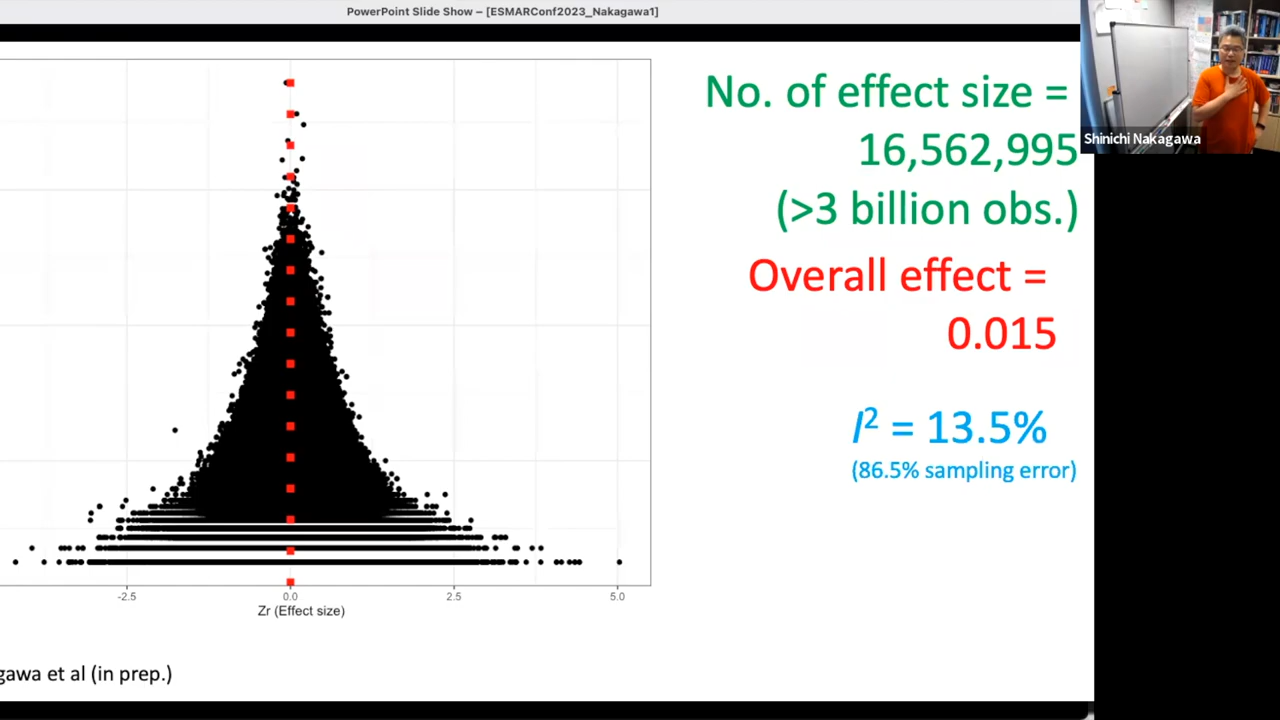 PowerPoint Slide Show – [ESMARConf2023_Nakagawa1]
No. of effect size =
16,562,995
(>3 billion obs.)
Overall effect =
0.015
I² = 13.5%
(86.5% sampling error)
Shinichi Nakagawa
-2.5
0.0
2.5
5.0
Zr (Effect size)
gawa et al (in prep.)